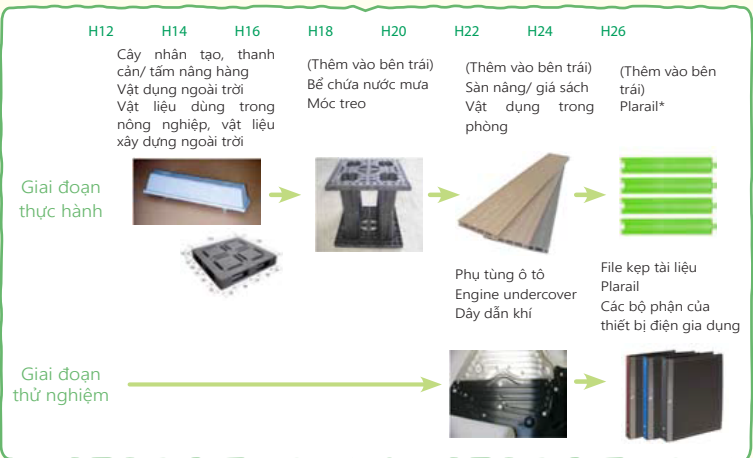 H12 H14 H16 H18 H20 H22 H24 H26
Cây nhân tạo, thanh
cản/ tấm nâng hàng
Vật dụng ngoài trời
Vật liệu dùng trong
nông nghiệp, vật liệu
xây dựng ngoài trời
(Thêm vào bên trái)
Bể chứa nước mưa
Móc treo
(Thêm vào bên trái)
Sàn nâng/ giá sách
Vật dụng trong
phòng
(Thêm vào bên
trái)
Plarail*
Giai đoạn
thực hành
Phụ tùng ô tô
Engine undercover
Dây dẫn khí
File kẹp tài liệu
Plarail
Các bộ phận của
thiết bị điện gia dụng
Giai đoạn
thử nghiệm